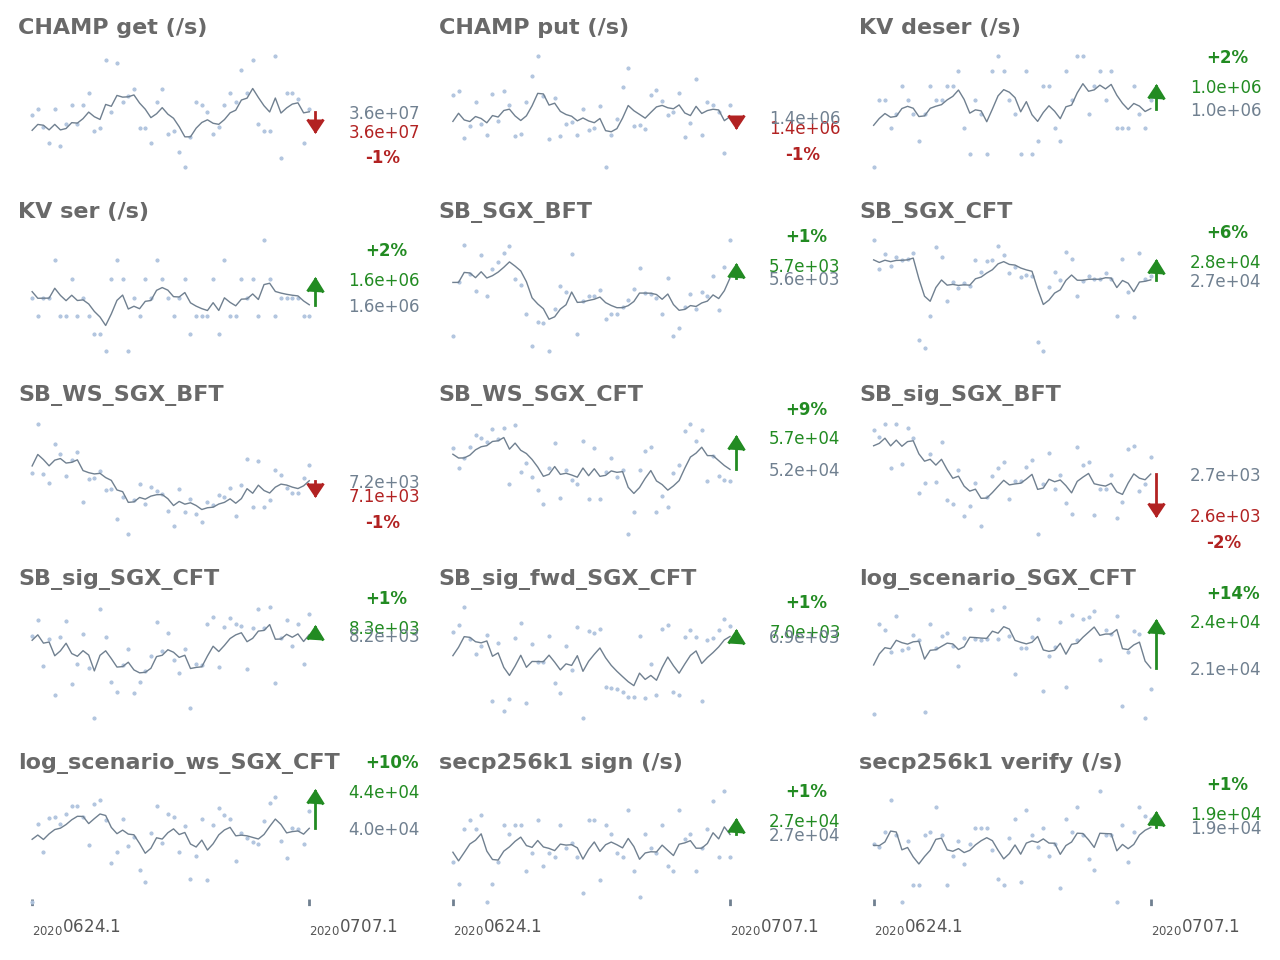 CHAMP get (/s)
3.6e+07
3.6e+07
-1%
CHAMP put (/s)
1.4e+06
1.4e+06
-1%
KV deser (/s)
+2%
1.0e+06
1.0e+06
KV ser (/s)
+2%
1.6e+06
1.6e+06
SB_SGX_BFT
+1%
5.7e+03
5.6e+03
SB_SGX_CFT
+6%
2.8e+04
2.7e+04
SB_WS_SGX_BFT
7.2e+03
7.1e+03
-1%
SB_WS_SGX_CFT
+9%
5.7e+04
5.2e+04
SB_sig_SGX_BFT
2.7e+03
2.6e+03
-2%
SB_sig_SGX_CFT
+1%
8.3e+03
8.2e+03
SB_sig_fwd_SGX_CFT
+1%
7.0e+03
6.9e+03
log_scenario_SGX_CFT
+14%
2.4e+04
2.1e+04
log_scenario_ws_SGX_CFT
+10%
4.4e+04
4.0e+04
secp256k1 sign (/s)
+1%
2.7e+04
2.7e+04
secp256k1 verify (/s)
+1%
1.9e+04
1.9e+04
20200624.1
20200707.1
20200624.1
20200707.1
20200624.1
20200707.1